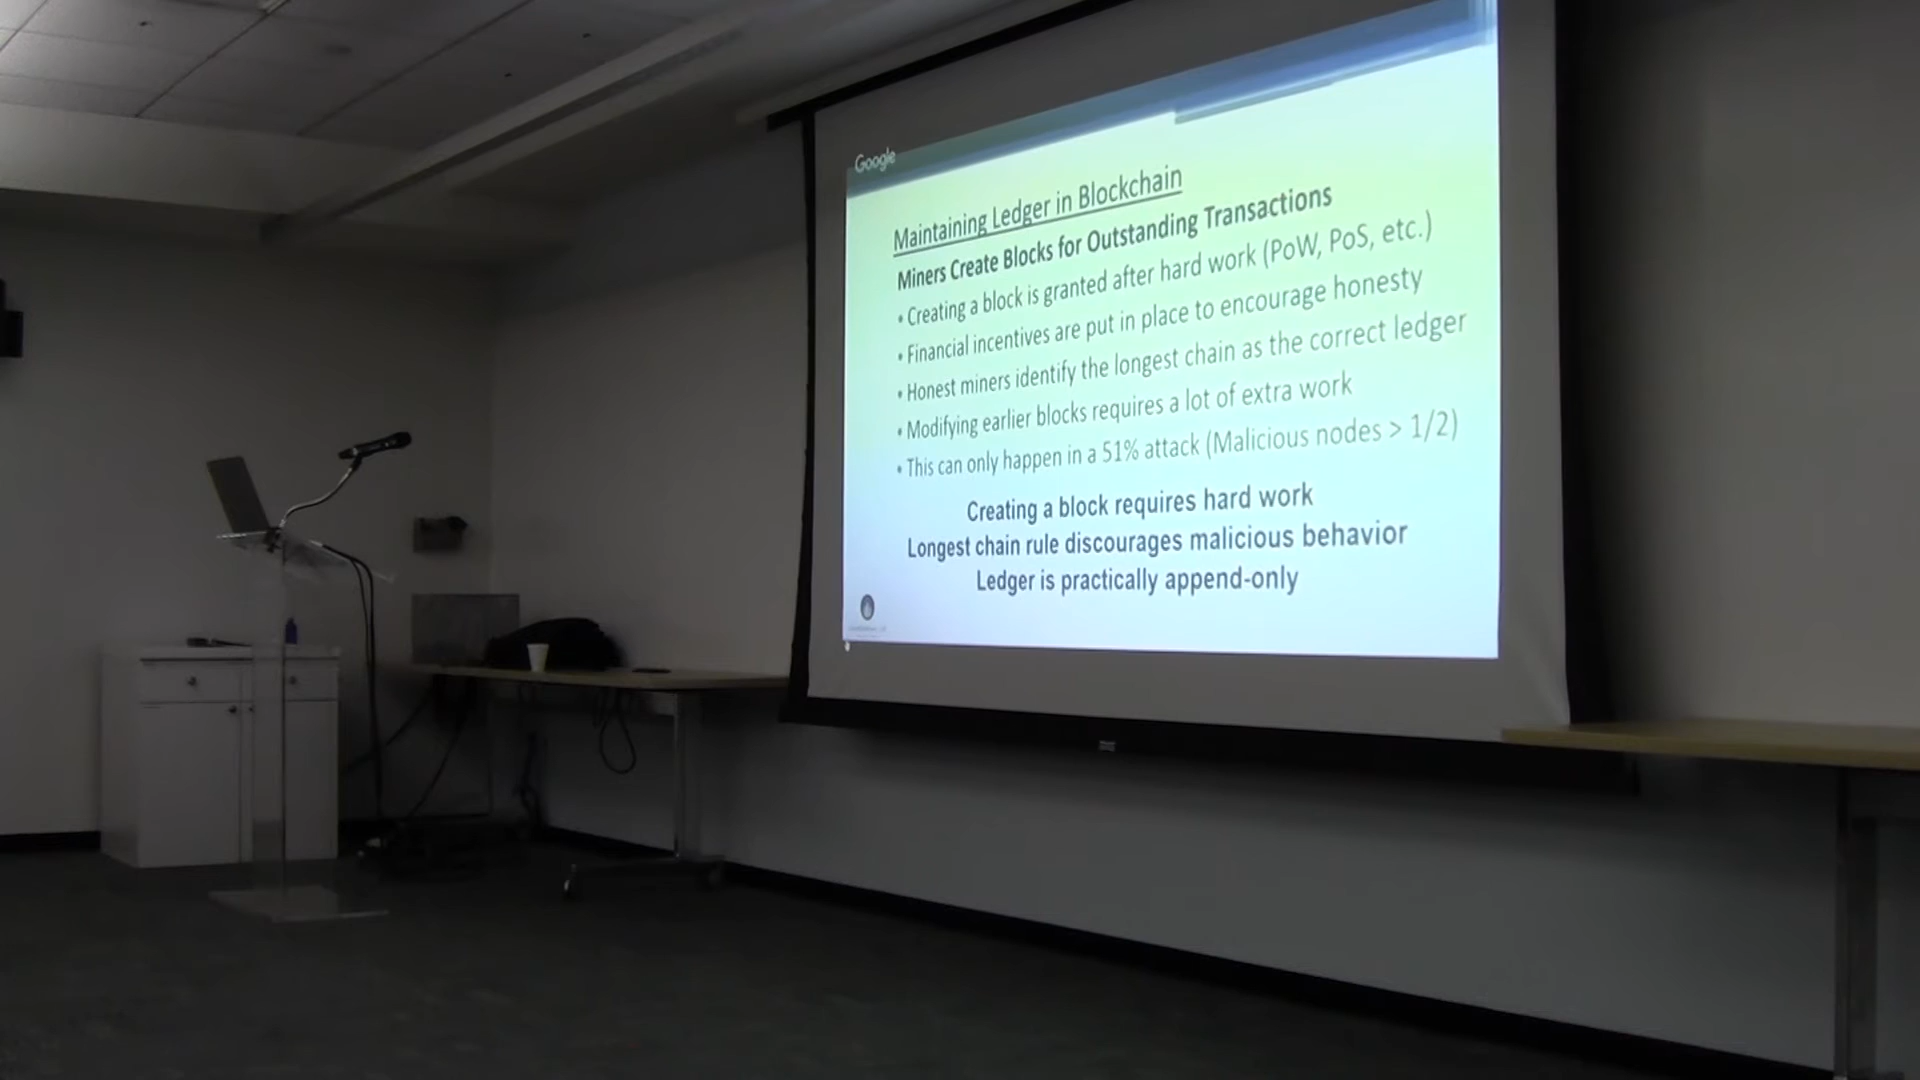 Google
Maintaining Ledger in Blockchain
Miners Create Blocks for Outstanding Transactions
• Creating a block is granted after hard work (PoW, PoS, etc.)
• Financial incentives are put in place to encourage honesty
• Honest miners identify the longest chain as the correct ledger
• Modifying earlier blocks requires a lot of extra work
• This can only happen in a 51% attack (Malicious nodes > 1/2)
Creating a block requires hard work
Longest chain rule discourages malicious behavior
Ledger is practically append-only